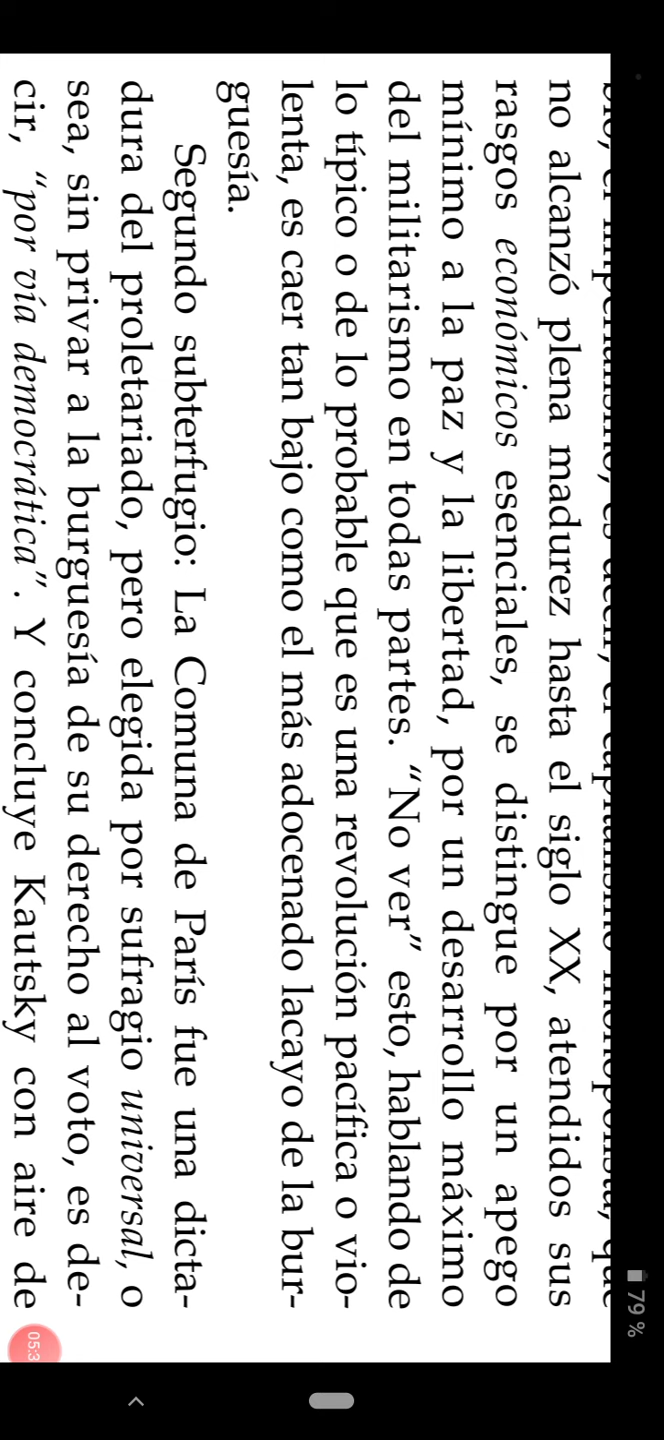 no alcanzó plena madurez hasta el siglo XX, atendidos sus
rasgos económicos esenciales, se distingue por un apego
mínimo a la paz y la libertad, por un desarrollo máximo
del militarismo en todas partes. “No ver” esto, hablando de
lo típico o de lo probable que es una revolución pacífica o vio-
lenta, es caer tan bajo como el más adocenado lacayo de la bur-
guesía.
Segundo subterfugio: La Comuna de París fue una dicta-
dura del proletariado, pero elegida por sufragio universal, o
sea, sin privar a la burguesía de su derecho al voto, es de-
cir, “por vía democrática”. Y concluye Kautsky con aire de
79 %
05:3